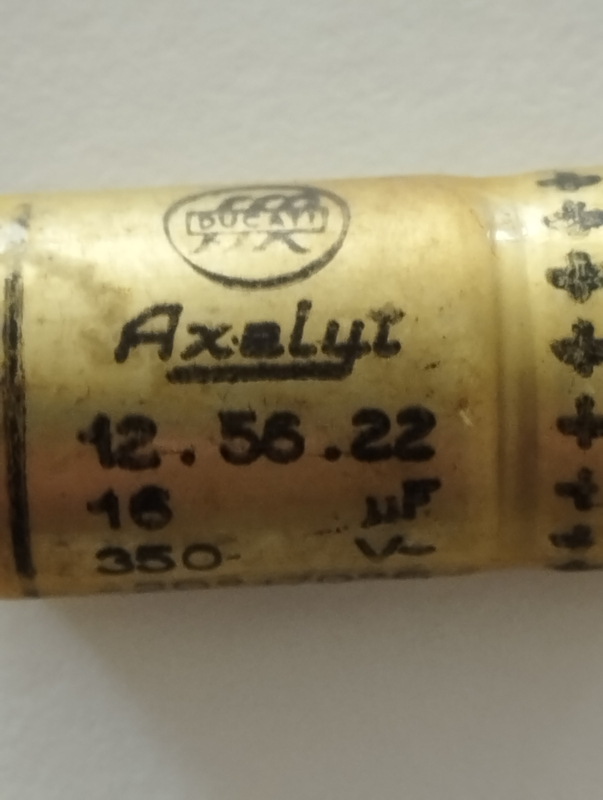 DUCATI
Axelyt
12.56.22
16 µF
350- V~